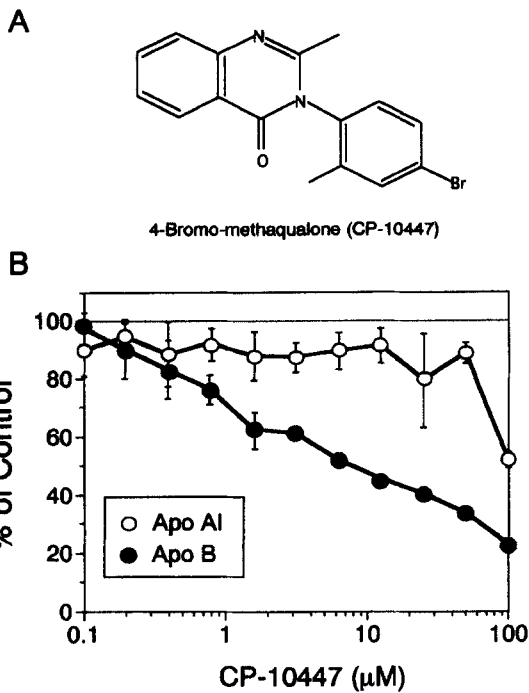 A
N
N
O
Br
4-Bromo-methaqualone (CP-10447)
B
100
80
60
40
20
0
% of Control
Apo AI
Apo B
0.1
1
10
100
CP-10447 (μM)